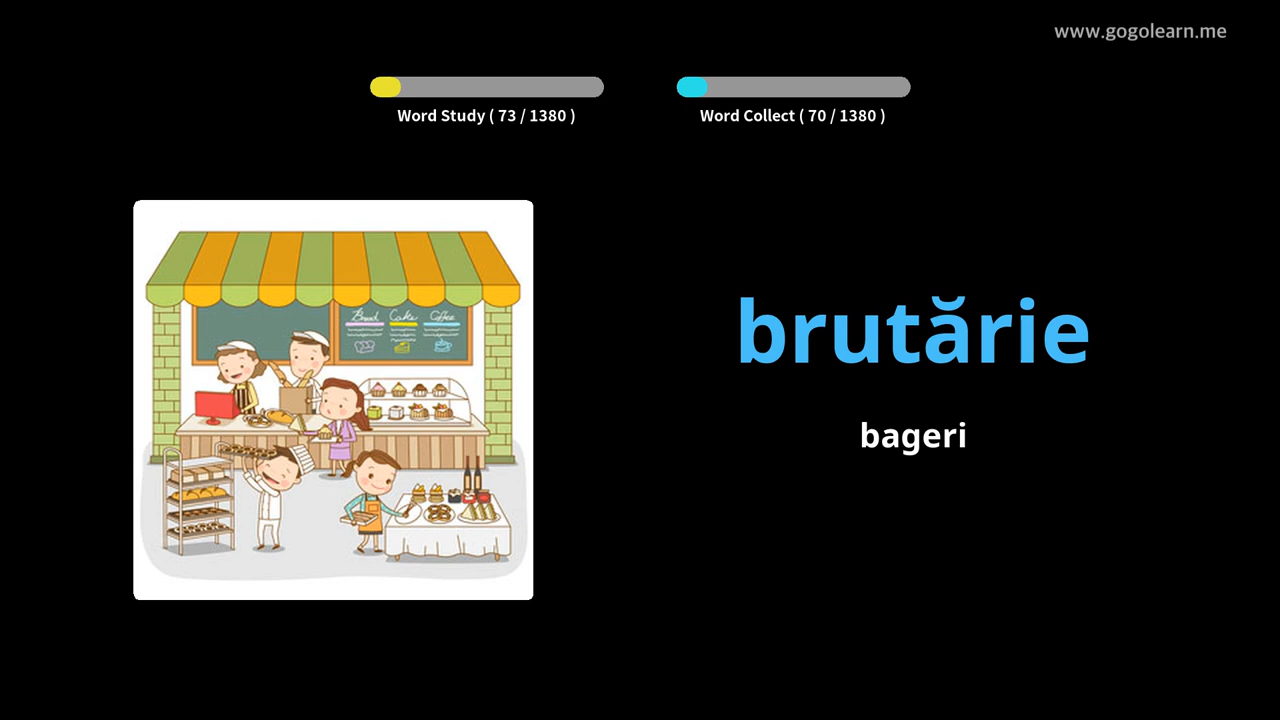 www.gogolearn.me
Word Study ( 73 / 1380 )
Word Collect ( 70 / 1380 )
Bread Cake Coffee
brutărie
bageri